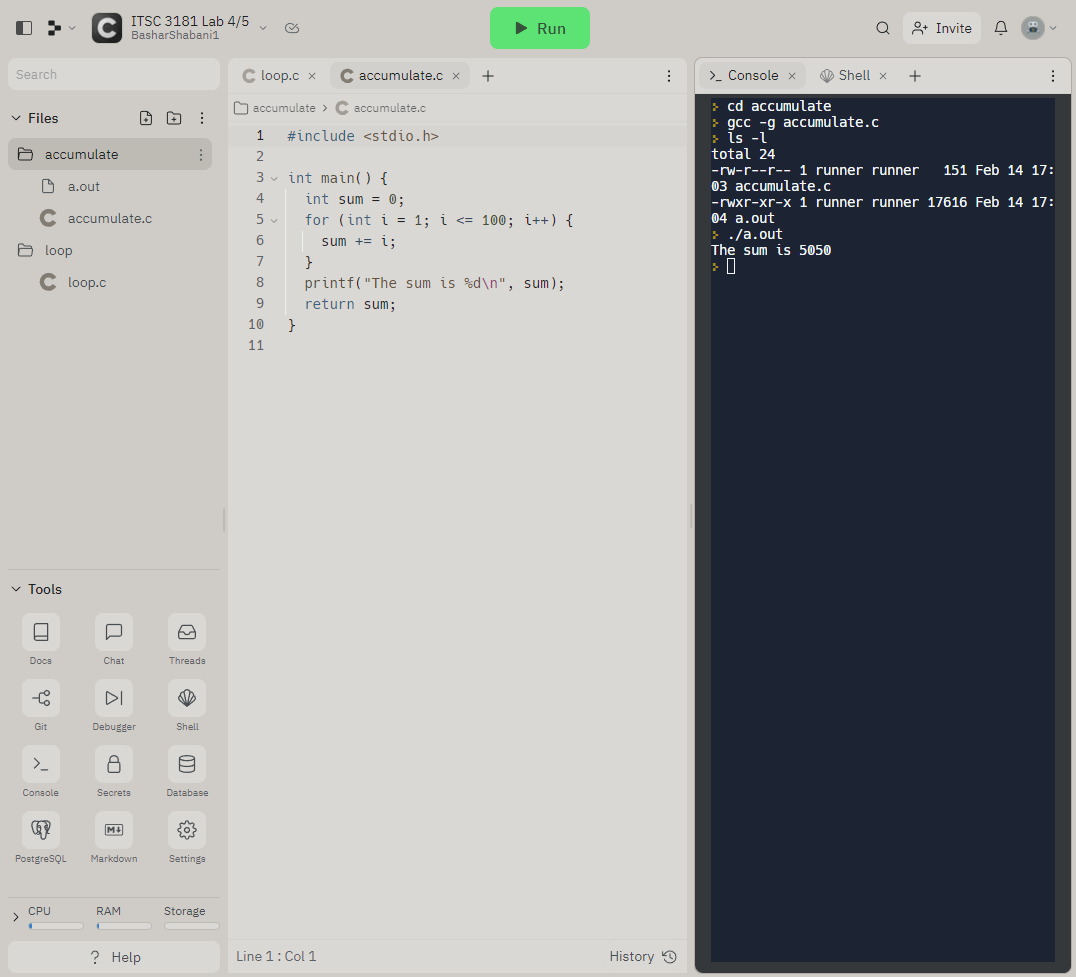 ITSC 3181 Lab 4/5
BasharShabani1
Run
Invite
Search
Files
accumulate
a.out
accumulate.c
loop
loop.c
Tools
Docs
Chat
Threads
Git
Debugger
Shell
Console
Secrets
Database
PostgreSQL
Markdown
Settings
CPU
RAM
Storage
? Help
loop.c
accumulate.c
accumulate > accumulate.c
1 #include <stdio.h>
2
3 int main() {
4 int sum = 0;
5 for (int i = 1; i <= 100; i++) {
6 sum += i;
7 }
8 printf("The sum is %d\n", sum);
9 return sum;
10 }
11
Line 1 : Col 1
History
Console
Shell
cd accumulate
gcc -g accumulate.c
ls -l
total 24
-rw-r--r-- 1 runner runner   151 Feb 14 17:
03 accumulate.c
-rwxr-xr-x 1 runner runner 17616 Feb 14 17:
04 a.out
./a.out
The sum is 5050